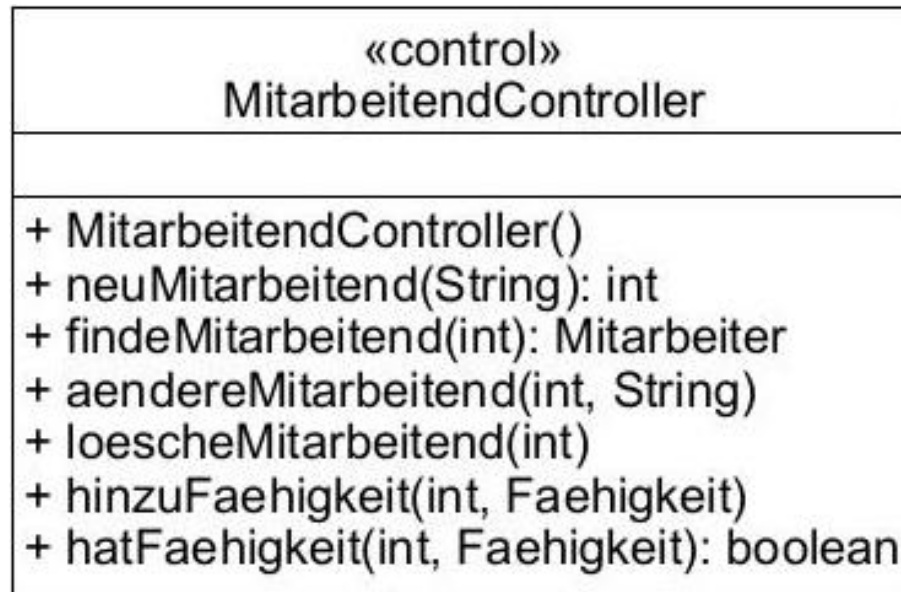 «control»
MitarbeitendController
+ MitarbeitendController()
+ neuMitarbeitend(String): int
+ findeMitarbeitend(int): Mitarbeiter
+ aendereMitarbeitend(int, String)
+ loescheMitarbeitend(int)
+ hinzuFaehigkeit(int, Faehigkeit)
+ hatFaehigkeit(int, Faehigkeit): boolean